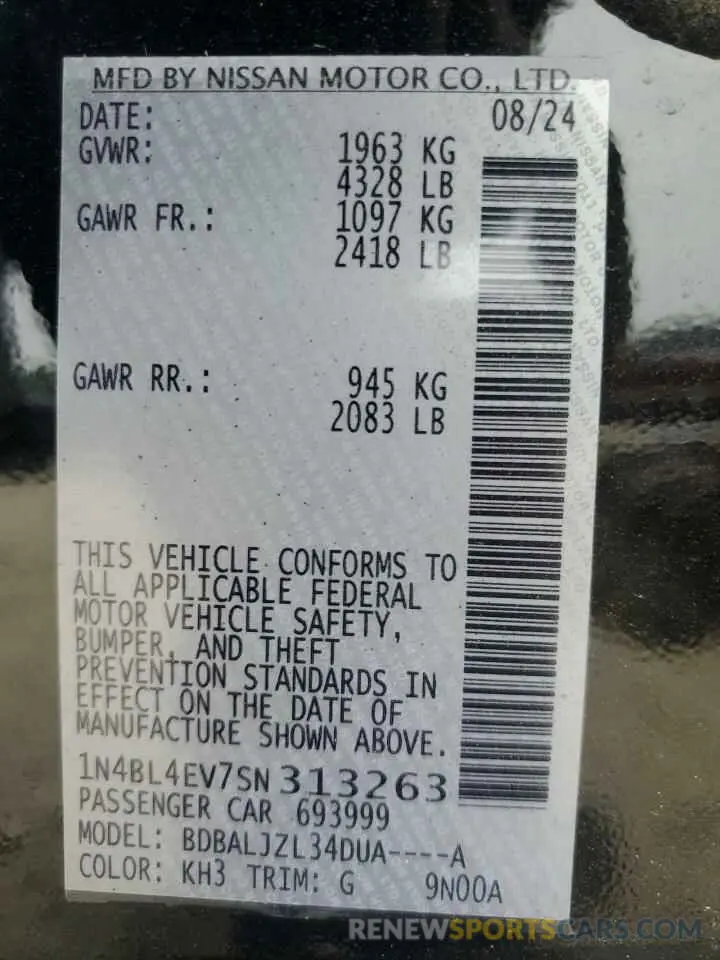 MFD BY NISSAN MOTOR CO., LTD.
DATE: 08/24
GVWR: 1963 KG
4328 LB
GAWR FR.: 1097 KG
2418 LB
GAWR RR.: 945 KG
2083 LB
THIS VEHICLE CONFORMS TO
ALL APPLICABLE FEDERAL
MOTOR VEHICLE SAFETY,
BUMPER, AND THEFT
PREVENTION STANDARDS IN
EFFECT ON THE DATE OF
MANUFACTURE SHOWN ABOVE.
1N4BL4EV7SN313263
PASSENGER CAR 693999
MODEL: BDBALJZL34DUA----A
COLOR: KH3 TRIM: G 9N00A
RENEWSPORTSCARS.COM